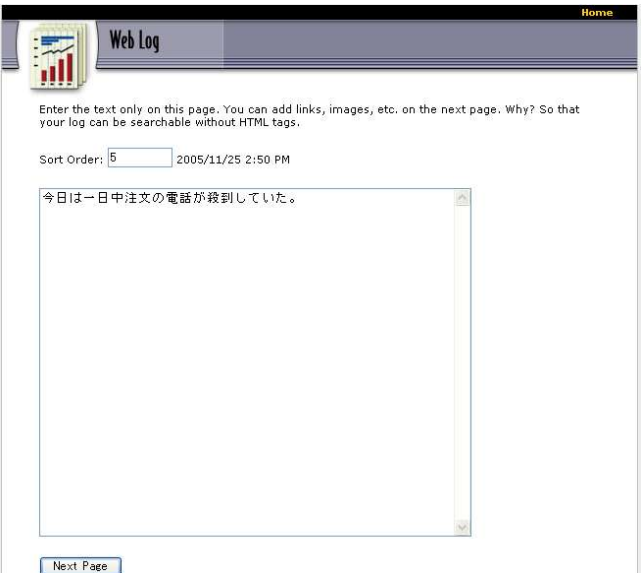 Home
Web Log
Enter the text only on this page. You can add links, images, etc. on the next page. Why? So that
your log can be searchable without HTML tags.
Sort Order: 5 2005/11/25 2:50 PM
今日は一日中注文の電話が殺到していた。
Next Page